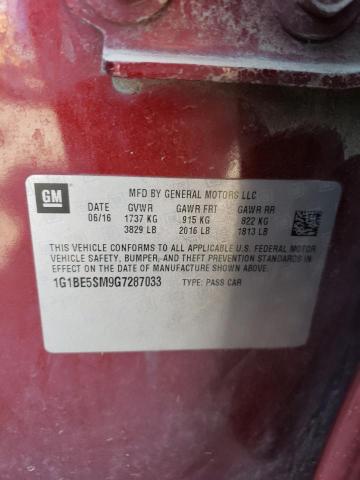 GM
MFD BY GENERAL MOTORS LLC
DATE GVWR GAWR FRT GAWR RR
06/16 1737 KG 915 KG 822 KG
3829 LB 2016 LB 1813 LB
THIS VEHICLE CONFORMS TO ALL APPLICABLE U.S. FEDERAL MOTOR
VEHICLE SAFETY, BUMPER, AND THEFT PREVENTION STANDARDS
IN EFFECT ON THE DATE OF MANUFACTURE SHOWN ABOVE.
1G1BE5SM9G7287033 TYPE: PASS CAR